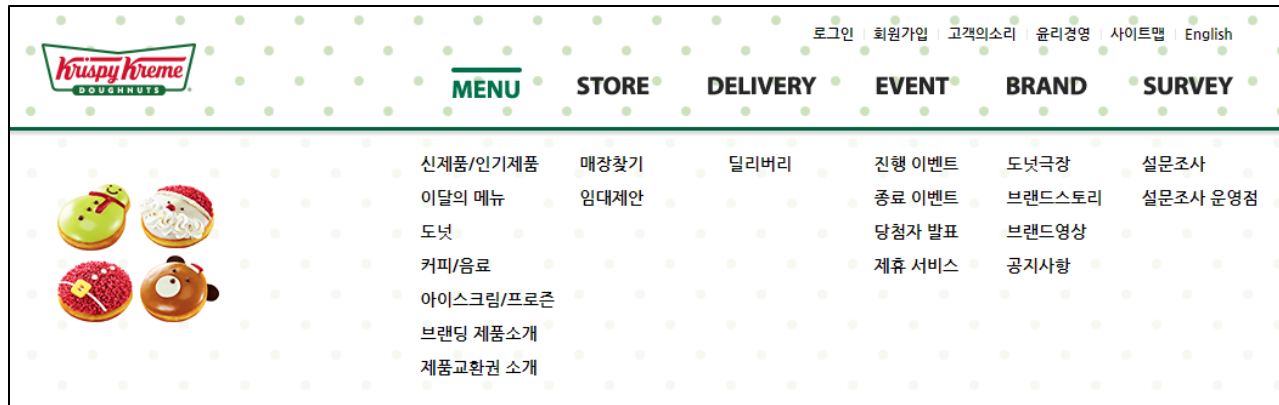 로그인 회원가입 고객의소리 윤리경영 사이트맵 English
Krispy Kreme
DOUGHNUTS
MENU STORE DELIVERY EVENT BRAND SURVEY
신제품/인기제품 매장찾기 딜리버리 진행 이벤트 도넛극장 설문조사
이달의 메뉴 임대제안 종료 이벤트 브랜드스토리 설문조사 운영점
도넛 당첨자 발표 브랜드영상
커피/음료 제휴 서비스 공지사항
아이스크림/프로즌
브랜딩 제품소개
제품교환권 소개